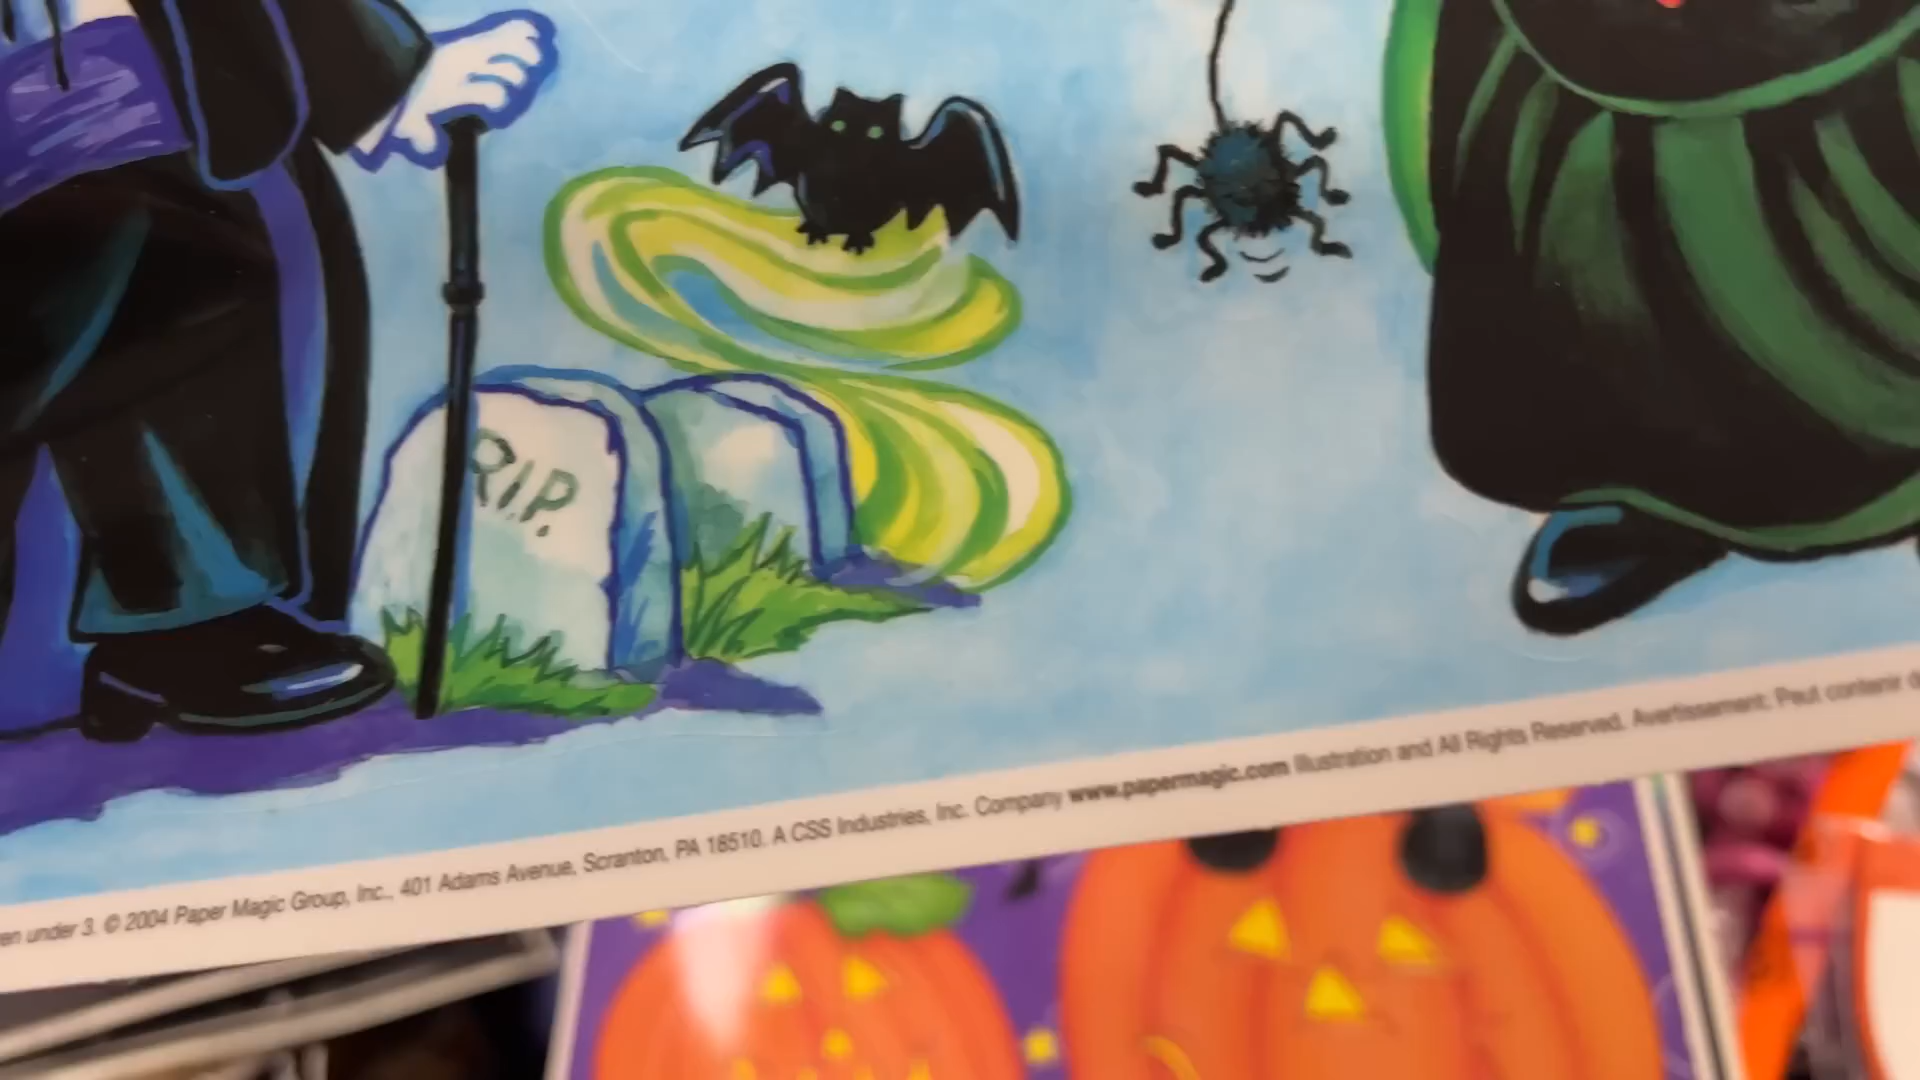 R.I.P.
en under 3. © 2004 Paper Magic Group, Inc., 401 Adams Avenue, Scranton, PA 18510. A CSS Industries, Inc. Company www.papermagic.com Illustration and All Rights Reserved. Avertissement: Peut contenir